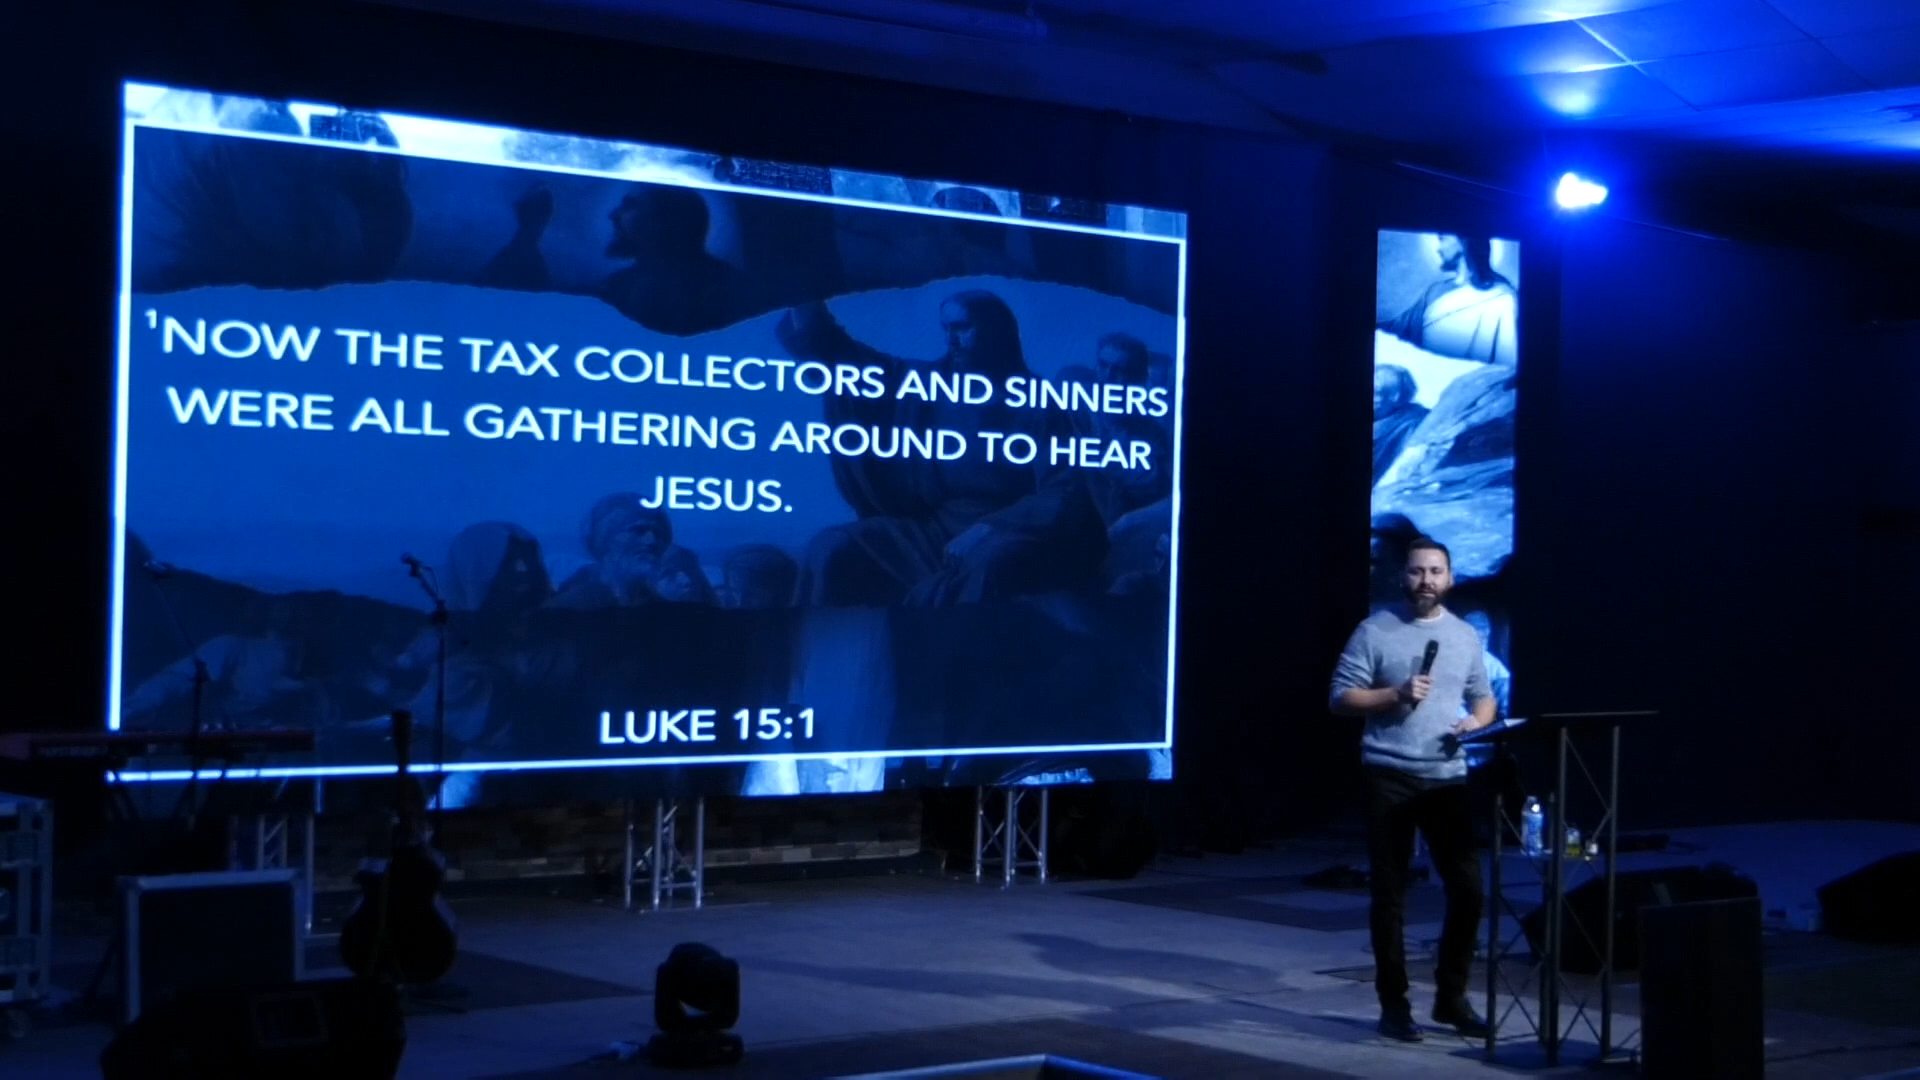 ¹NOW THE TAX COLLECTORS AND SINNERS
WERE ALL GATHERING AROUND TO HEAR
JESUS.
LUKE 15:1